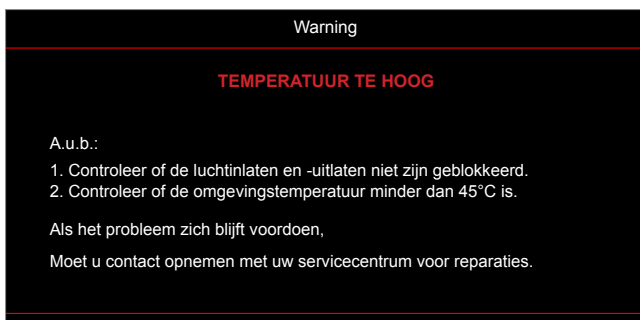 Warning
TEMPERATUUR TE HOOG
A.u.b.:
1. Controleer of de luchtinlaten en -uitlaten niet zijn geblokkeerd.
2. Controleer of de omgevingstemperatuur minder dan 45°C is.
Als het probleem zich blijft voordoen,
Moet u contact opnemen met uw servicecentrum voor reparaties.